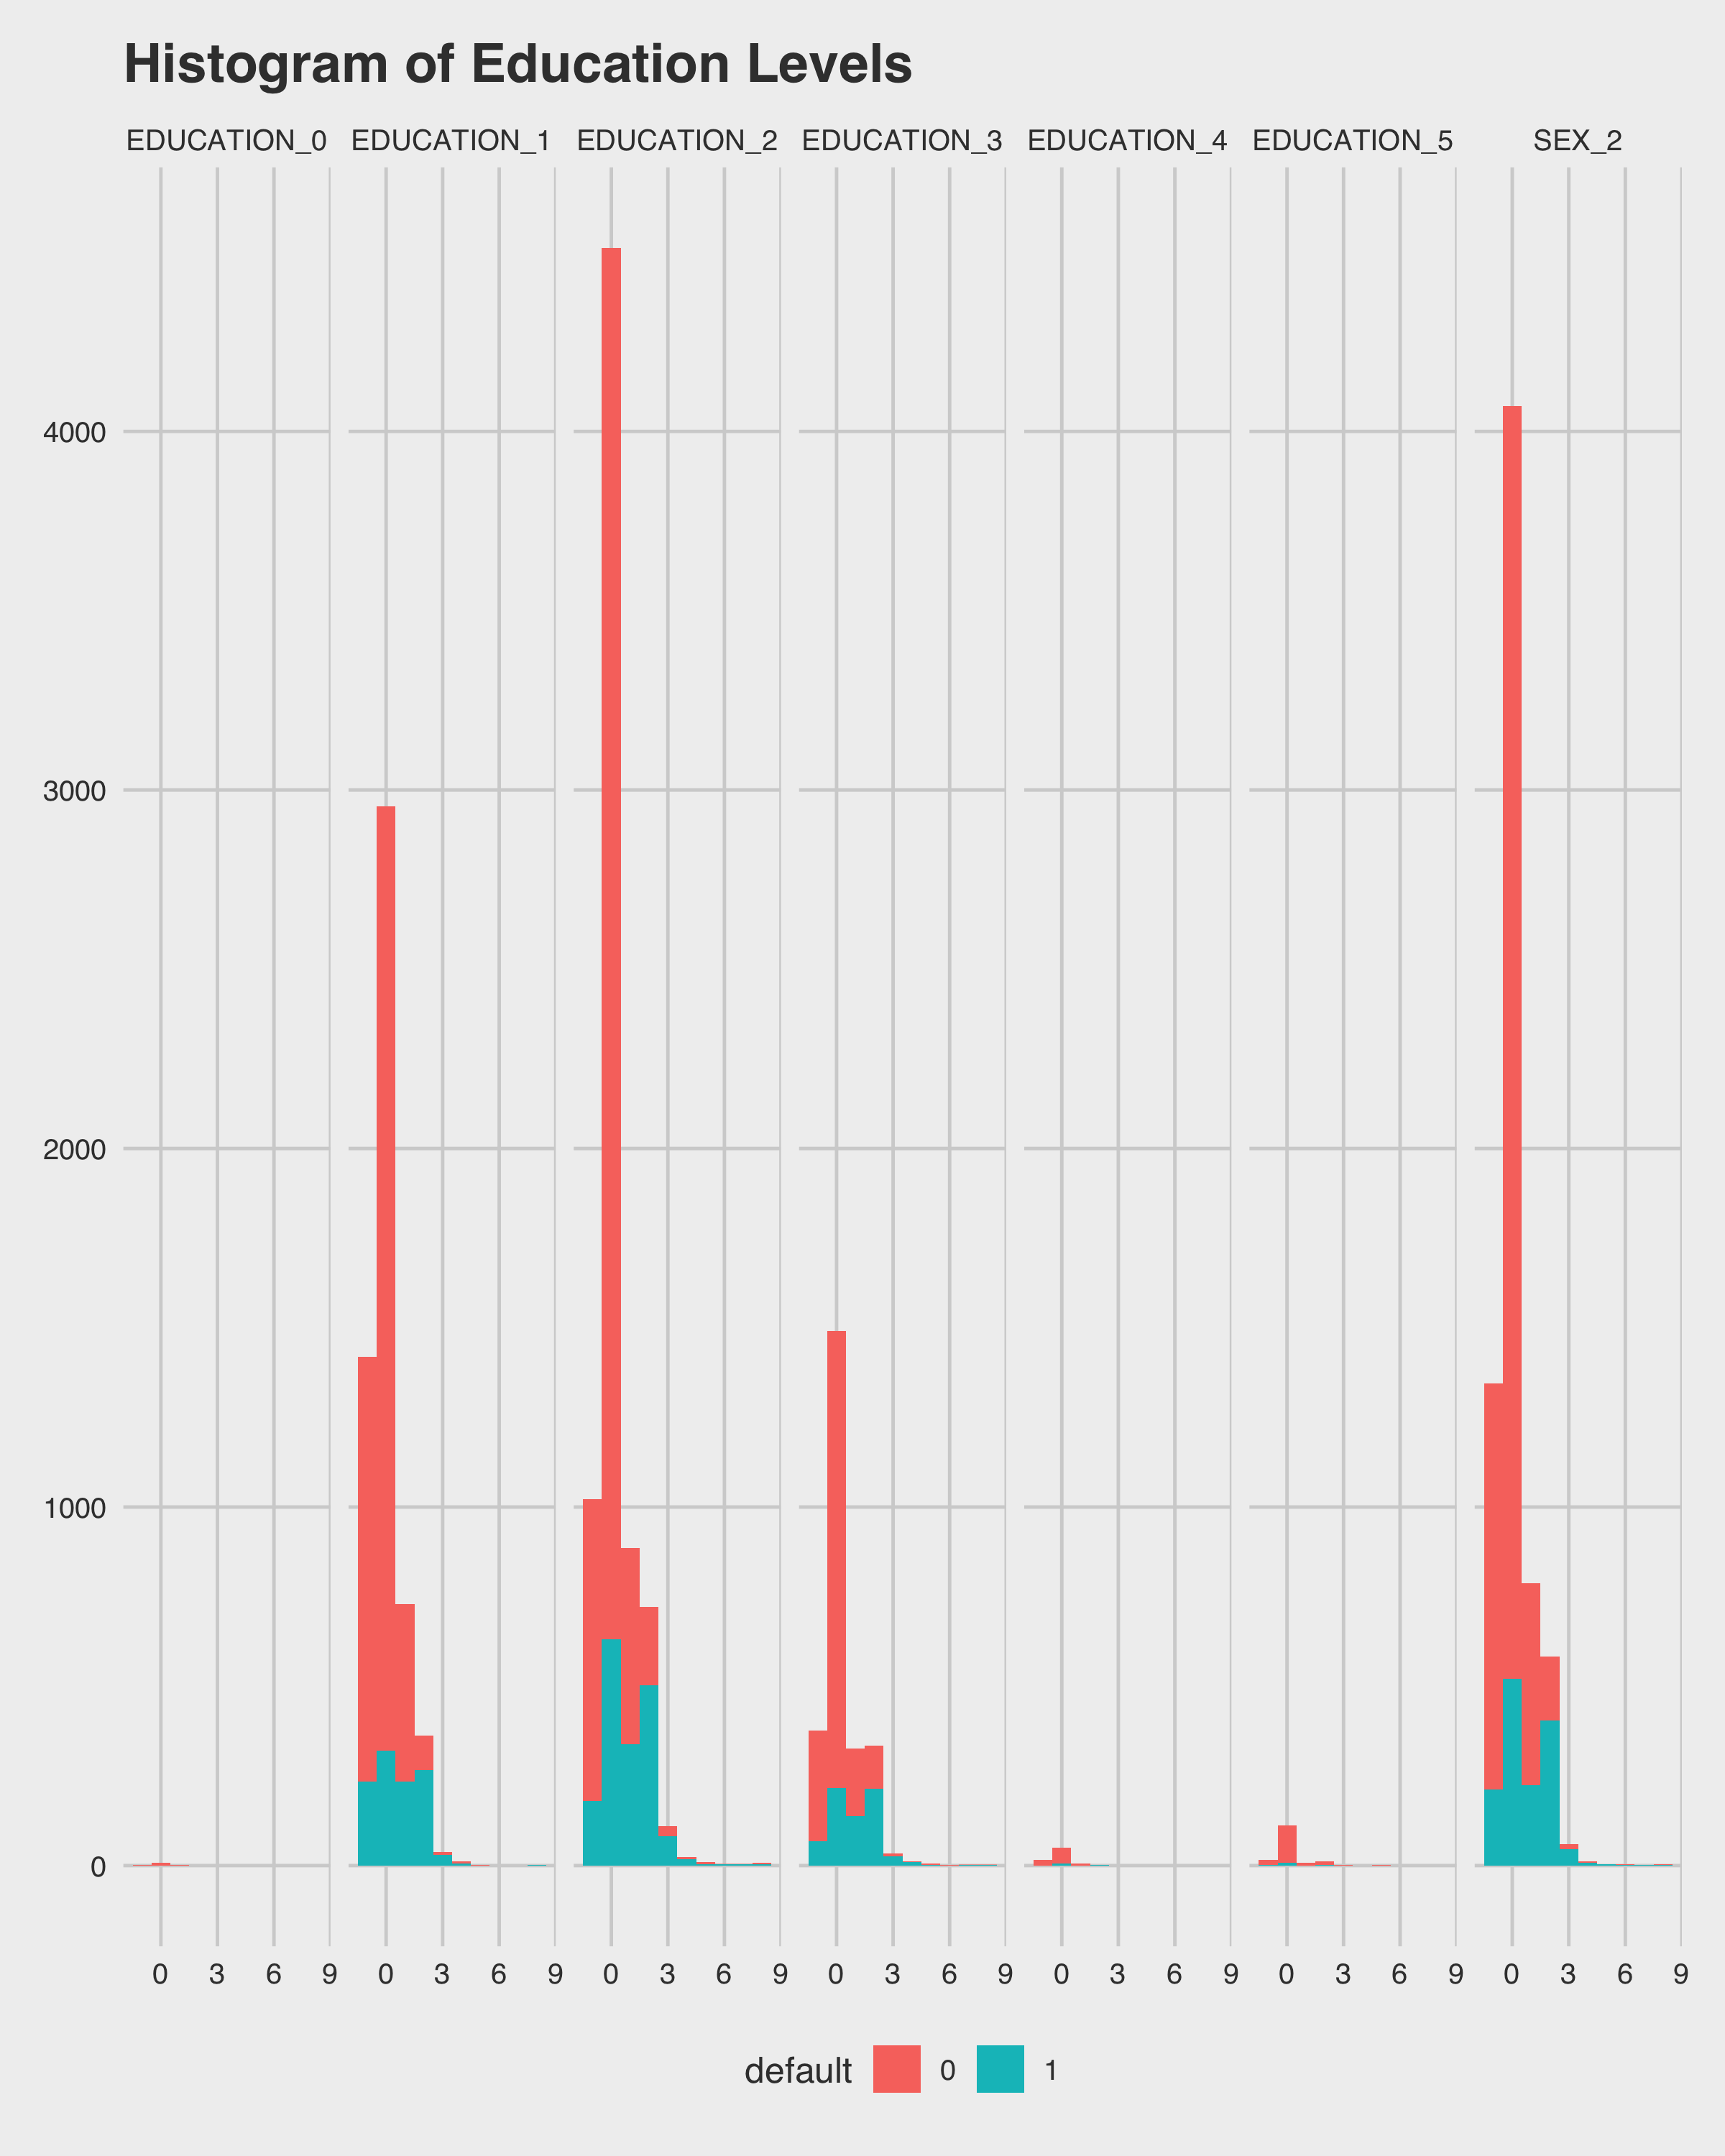 Histogram of Education Levels
EDUCATION_0 EDUCATION_1 EDUCATION_2 EDUCATION_3 EDUCATION_4 EDUCATION_5 SEX_2
4000
3000
2000
1000
0
0 3 6 9 0 3 6 9 0 3 6 9 0 3 6 9 0 3 6 9 0 3 6 9 0 3 6 9
default 0 1